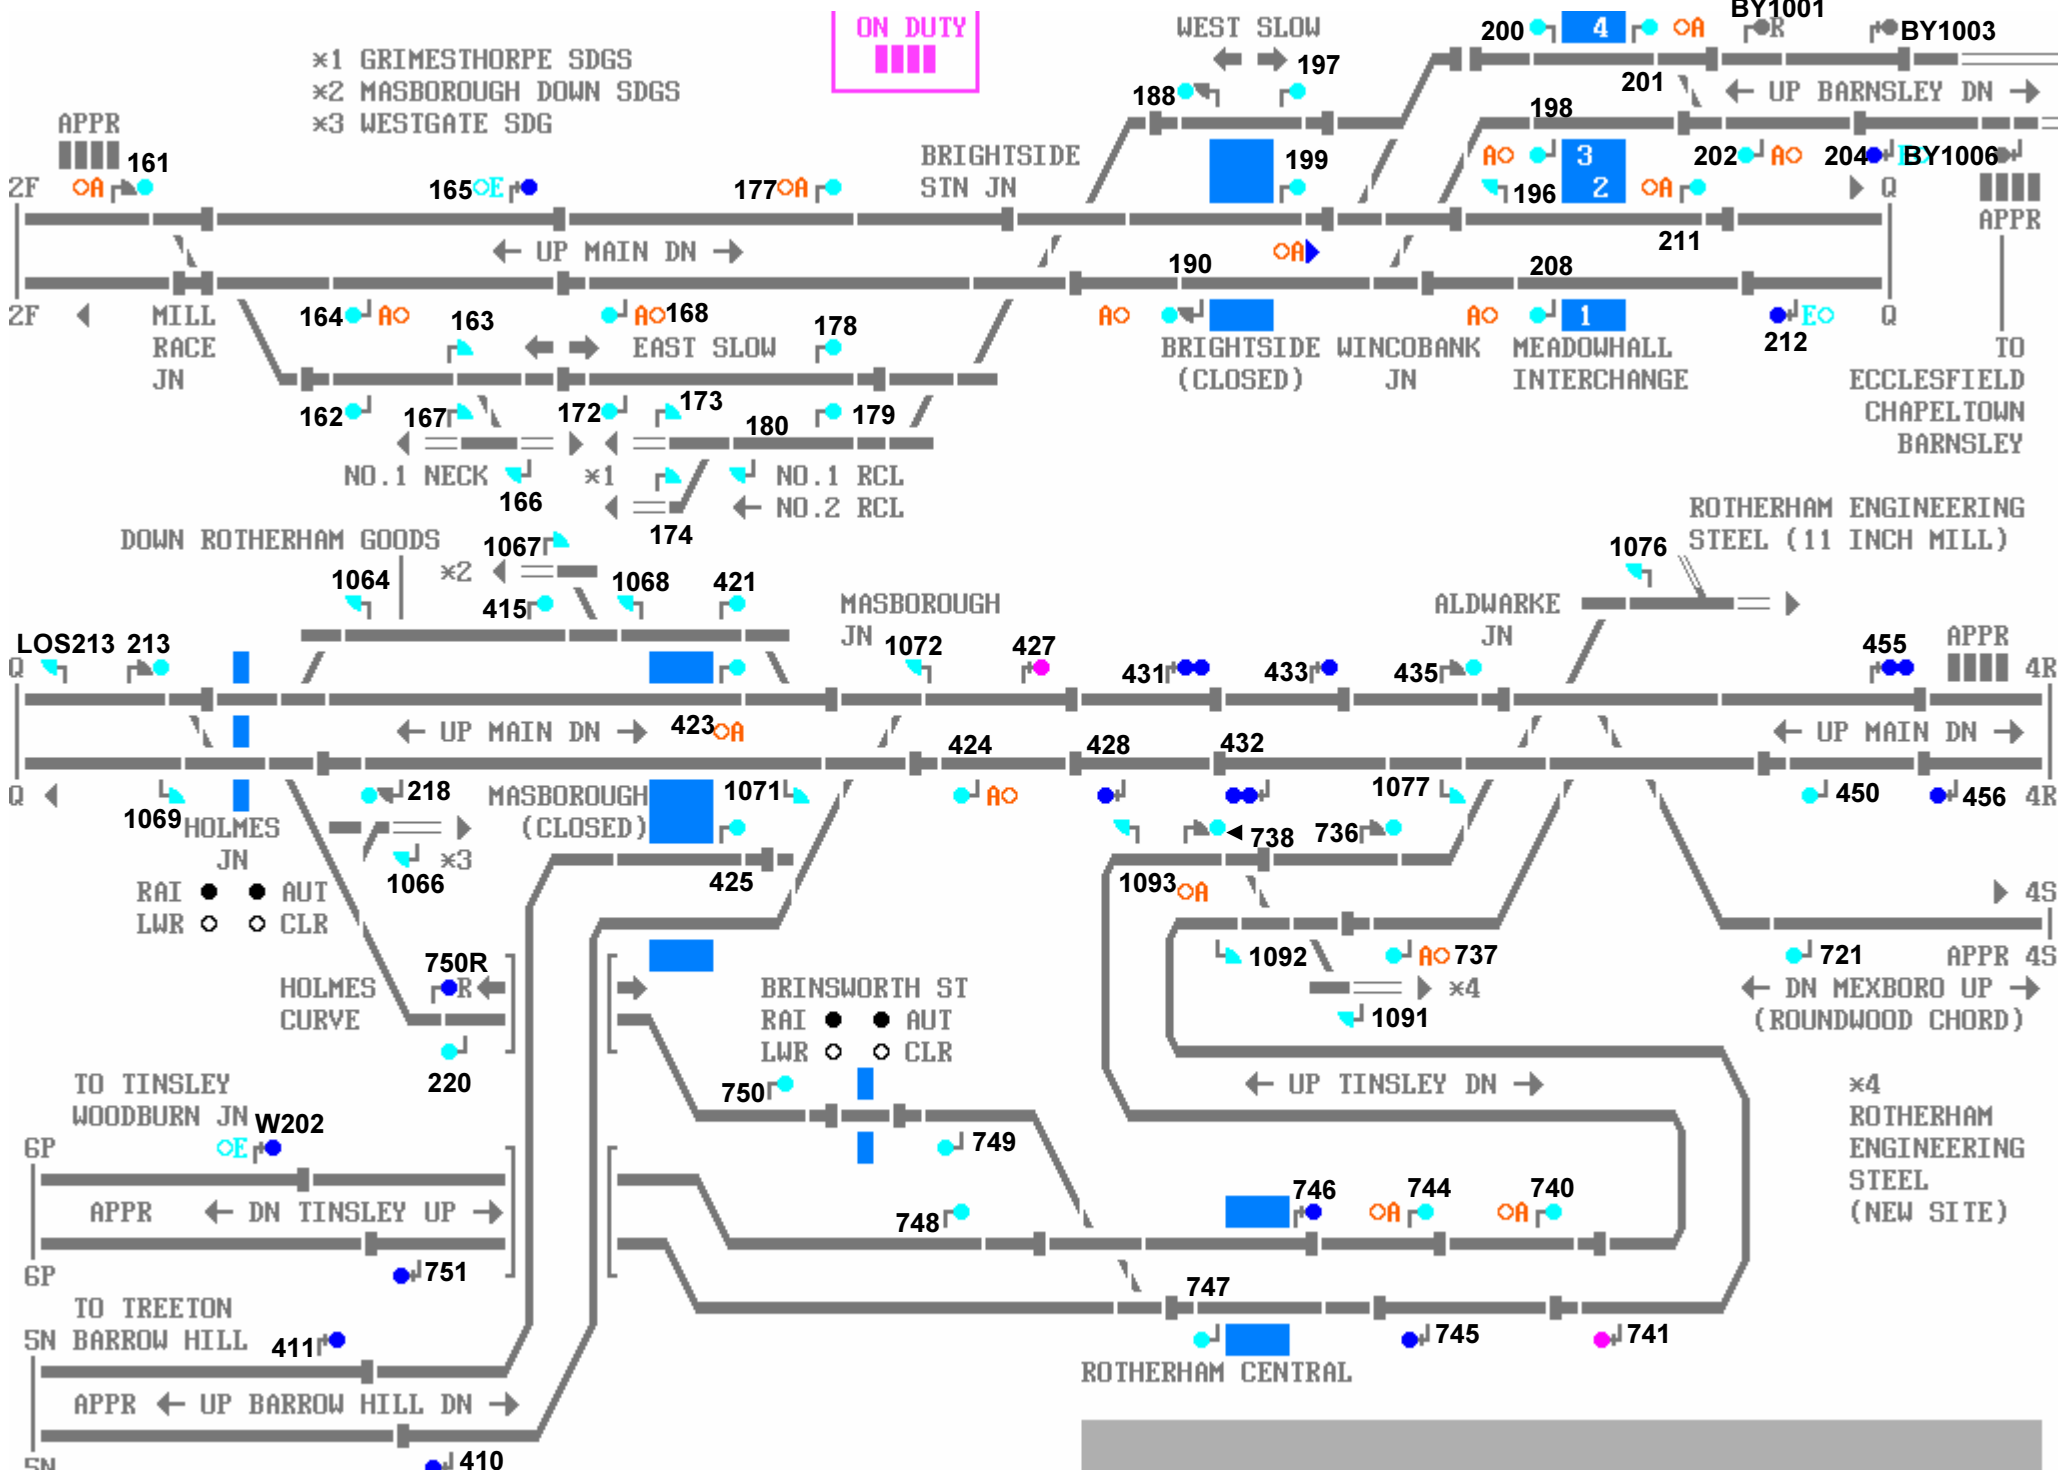 BY1001
ON DUTY
WEST SLOW
200
4
A
R
BY1003
*1 GRIMESTHORPE SDGS
*2 MASBOROUGH DOWN SDGS
*3 WESTGATE SDG
197
188
201
← UP BARNSLEY DN →
198
APPR
161
BRIGHTSIDE
STN JN
199
A
3
202
A
204
E
BY1006
2F
A
165
E
177
A
2
A
196
Q
APPR
← UP MAIN DN →
A
211
190
208
2F
MILL
RACE
JN
164
A
163
A
168
178
A
A
1
E
Q
212
EAST SLOW
BRIGHTSIDE
(CLOSED)
WINCOBANK
JN
MEADOWHALL
INTERCHANGE
TO
ECCLESFIELD
CHAPELTOWN
BARNSLEY
162
167
172
173
180
179
NO.1 NECK
166
*1
NO.1 RCL
← NO.2 RCL
174
ROTHERHAM ENGINEERING
STEEL (11 INCH MILL)
DOWN ROTHERHAM GOODS
1067
*2
1076
1064
415
1068
421
MASBOROUGH
JN
ALDWARKE
JN
LOS213
213
Q
1072
427
431
433
435
455
APPR
4R
← UP MAIN DN →
423
A
424
428
432
← UP MAIN DN →
Q
1069
218
MASBOROUGH
(CLOSED)
1071
A
1077
450
456
4R
HOLMES
JN
*3
1066
425
738
736
1093
A
RAI
AUT
LWR
CLR
4S
750R
R
HOLMES
CURVE
220
BRINSWORTH ST
RAI
AUT
LWR
CLR
1092
A
737
*4
1091
721
APPR 4S
← DN MEXBORO UP →
(ROUNDWOOD CHORD)
← UP TINSLEY DN →
TO TINSLEY
WOODBURN JN
750
749
*4
ROTHERHAM
ENGINEERING
STEEL
(NEW SITE)
6P
E
W202
APPR
← DN TINSLEY UP →
6P
751
748
746
A
744
A
740
747
745
741
TO TREETON
5N BARROW HILL
411
ROTHERHAM CENTRAL
APPR ← UP BARROW HILL DN →
5N
410